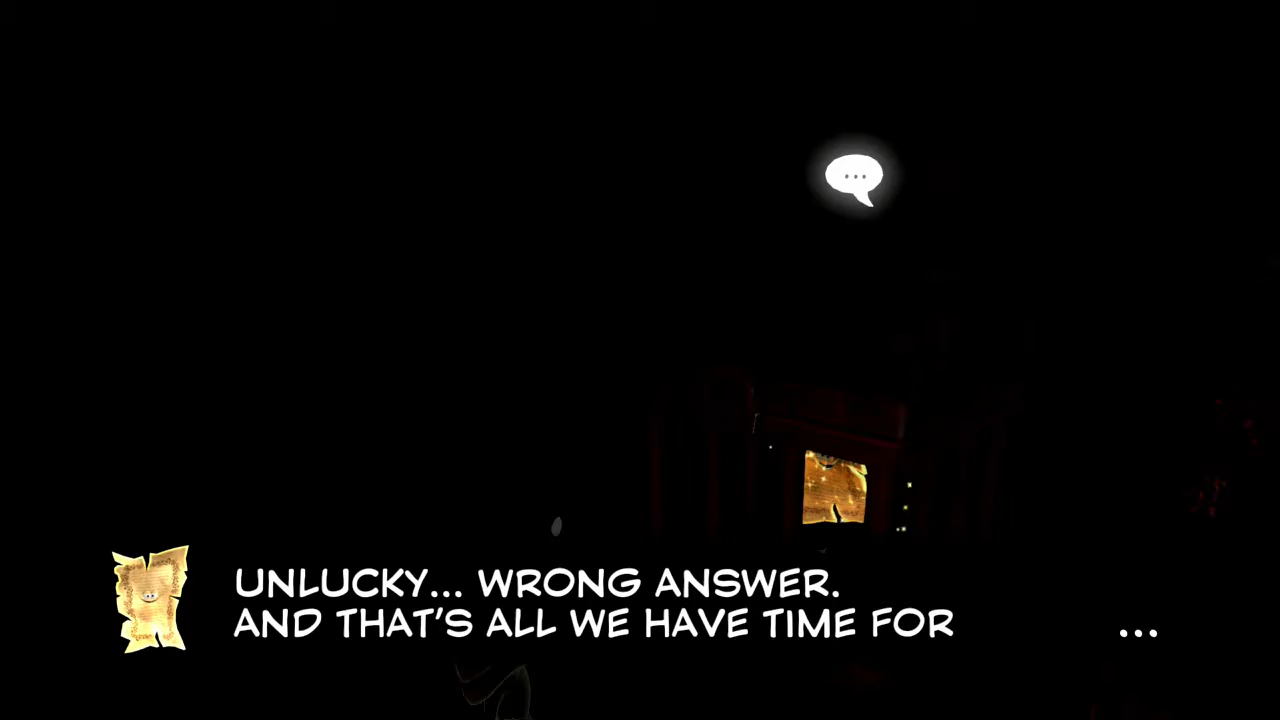 ...
UNLUCKY... WRONG ANSWER.
AND THAT'S ALL WE HAVE TIME FOR
...